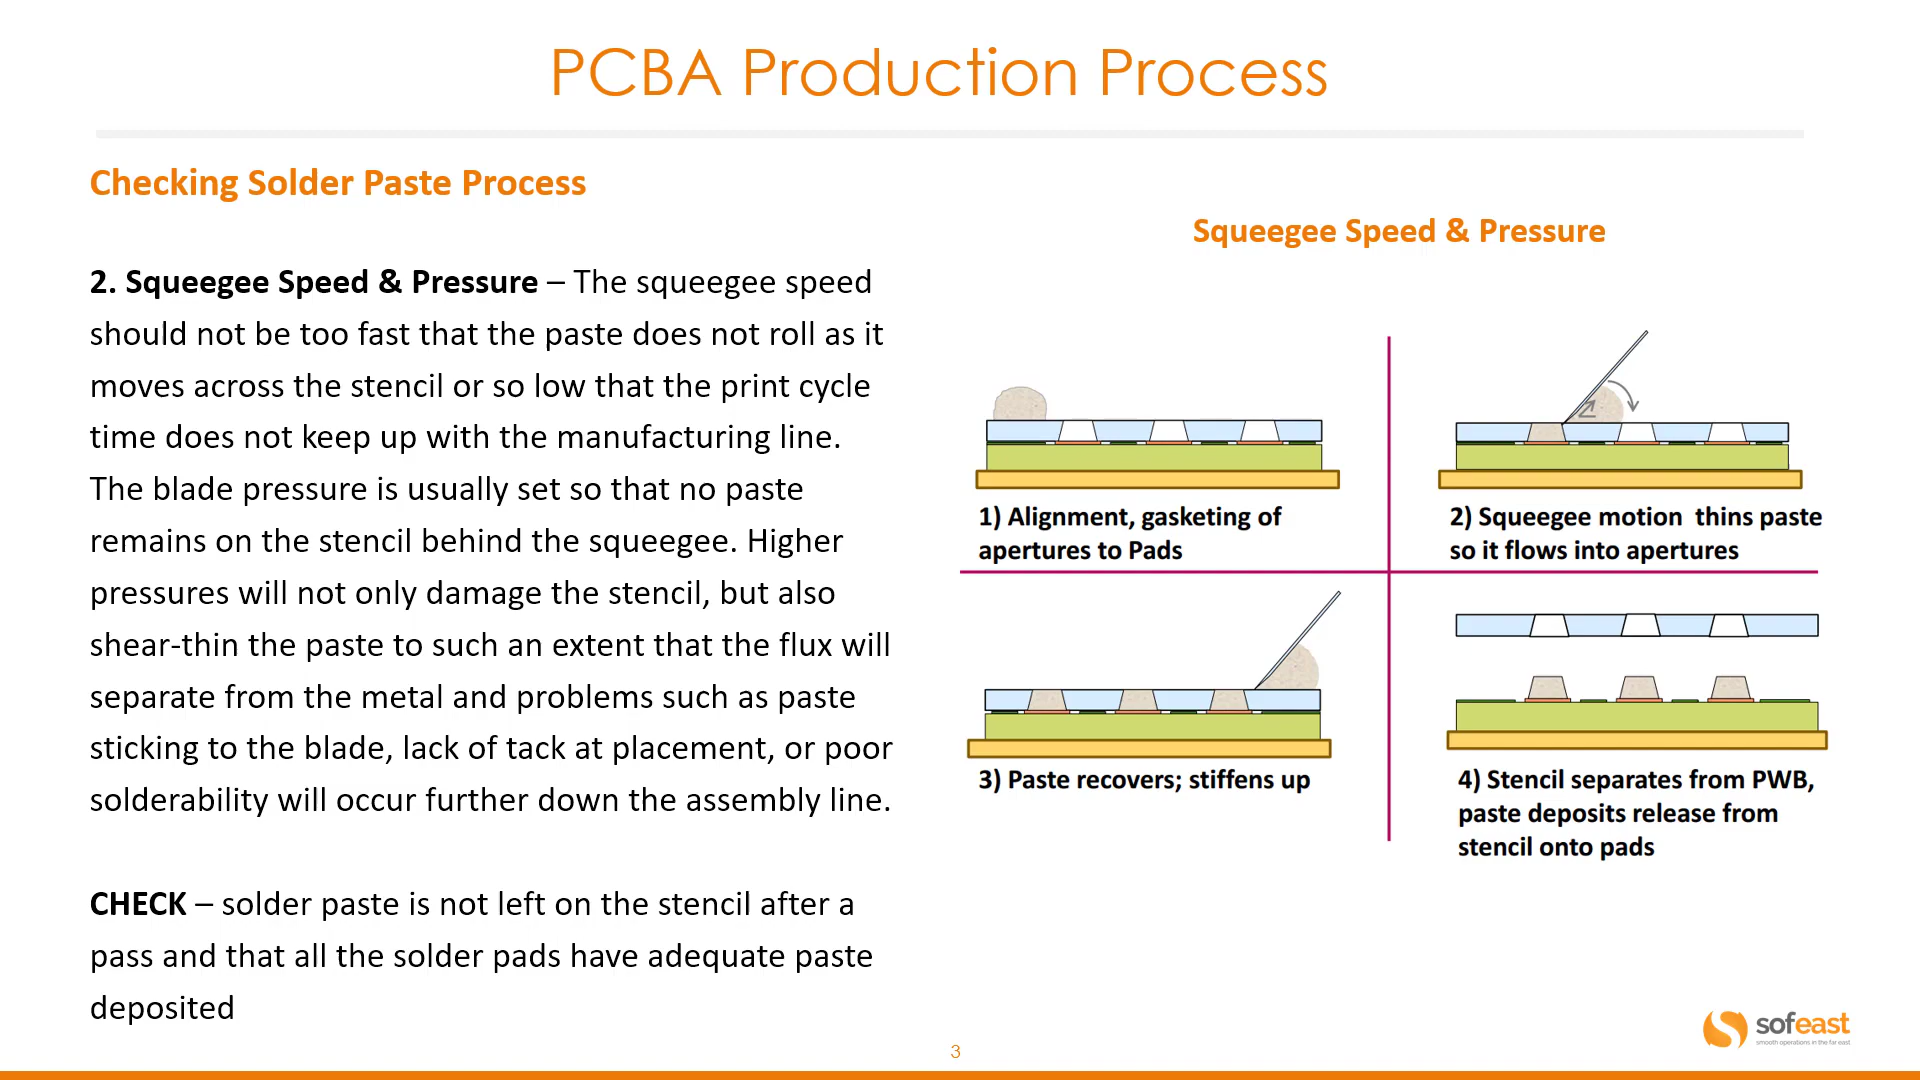 PCBA Production Process
Checking Solder Paste Process
2. Squeegee Speed & Pressure – The squeegee speed
should not be too fast that the paste does not roll as it
moves across the stencil or so low that the print cycle
time does not keep up with the manufacturing line.
The blade pressure is usually set so that no paste
remains on the stencil behind the squeegee. Higher
pressures will not only damage the stencil, but also
shear-thin the paste to such an extent that the flux will
separate from the metal and problems such as paste
sticking to the blade, lack of tack at placement, or poor
solderability will occur further down the assembly line.
CHECK – solder paste is not left on the stencil after a
pass and that all the solder pads have adequate paste
deposited
Squeegee Speed & Pressure
1) Alignment, gasketing of
apertures to Pads
2) Squeegee motion thins paste
so it flows into apertures
3) Paste recovers; stiffens up
4) Stencil separates from PWB,
paste deposits release from
stencil onto pads
sofeast
smooth operations in the far east
3